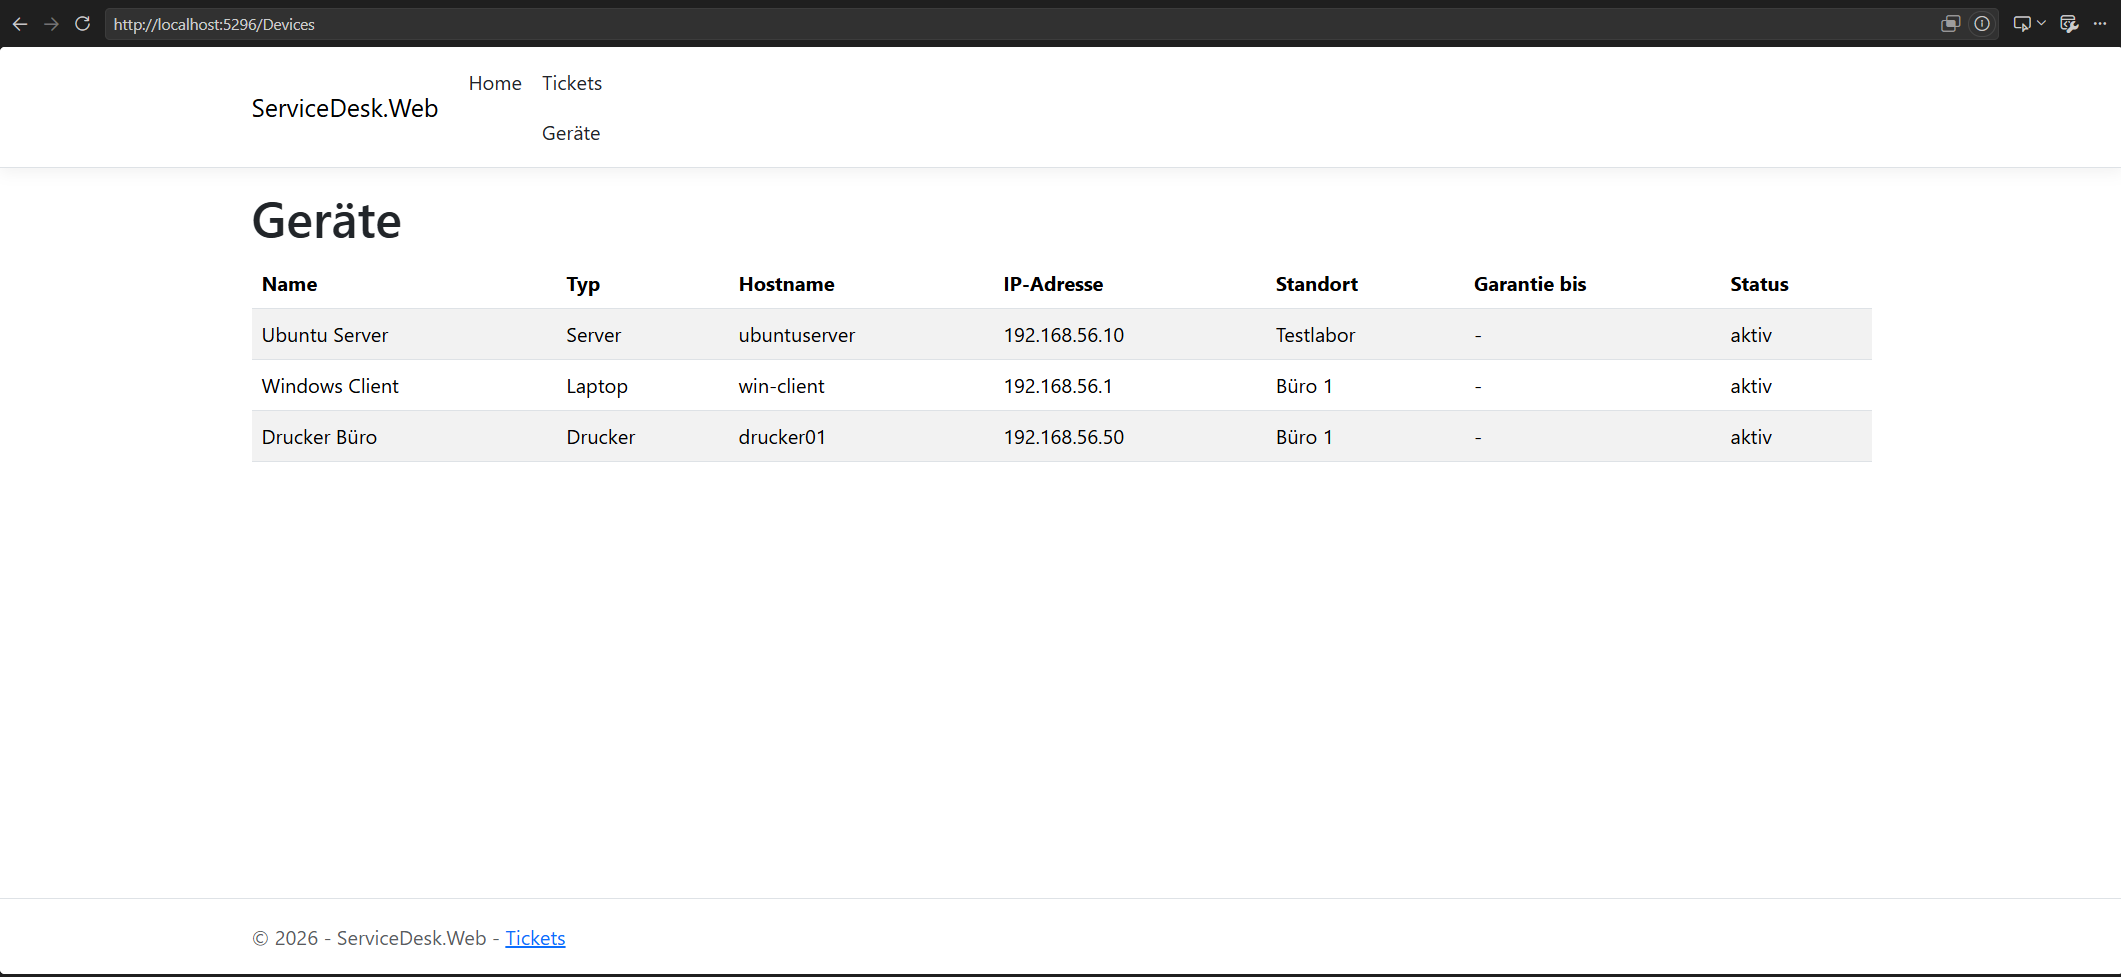 http://localhost:5296/Devices
Home Tickets
ServiceDesk.Web
Geräte
Geräte
Name Typ Hostname IP-Adresse Standort Garantie bis Status
Ubuntu Server Server ubuntuserver 192.168.56.10 Testlabor - aktiv
Windows Client Laptop win-client 192.168.56.1 Büro 1 - aktiv
Drucker Büro Drucker drucker01 192.168.56.50 Büro 1 - aktiv
© 2026 - ServiceDesk.Web - Tickets